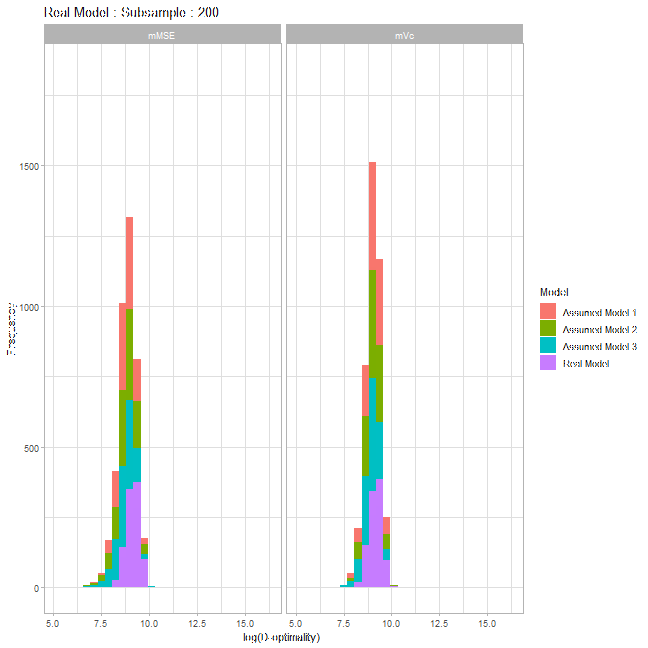 Real Model : Subsample : 200
mMSE
mVc
1500
1000
500
0
Frequency
5.0 7.5 10.0 12.5 15.0
5.0 7.5 10.0 12.5 15.0
log(D-optimality)
Model
Assumed Model 1
Assumed Model 2
Assumed Model 3
Real Model